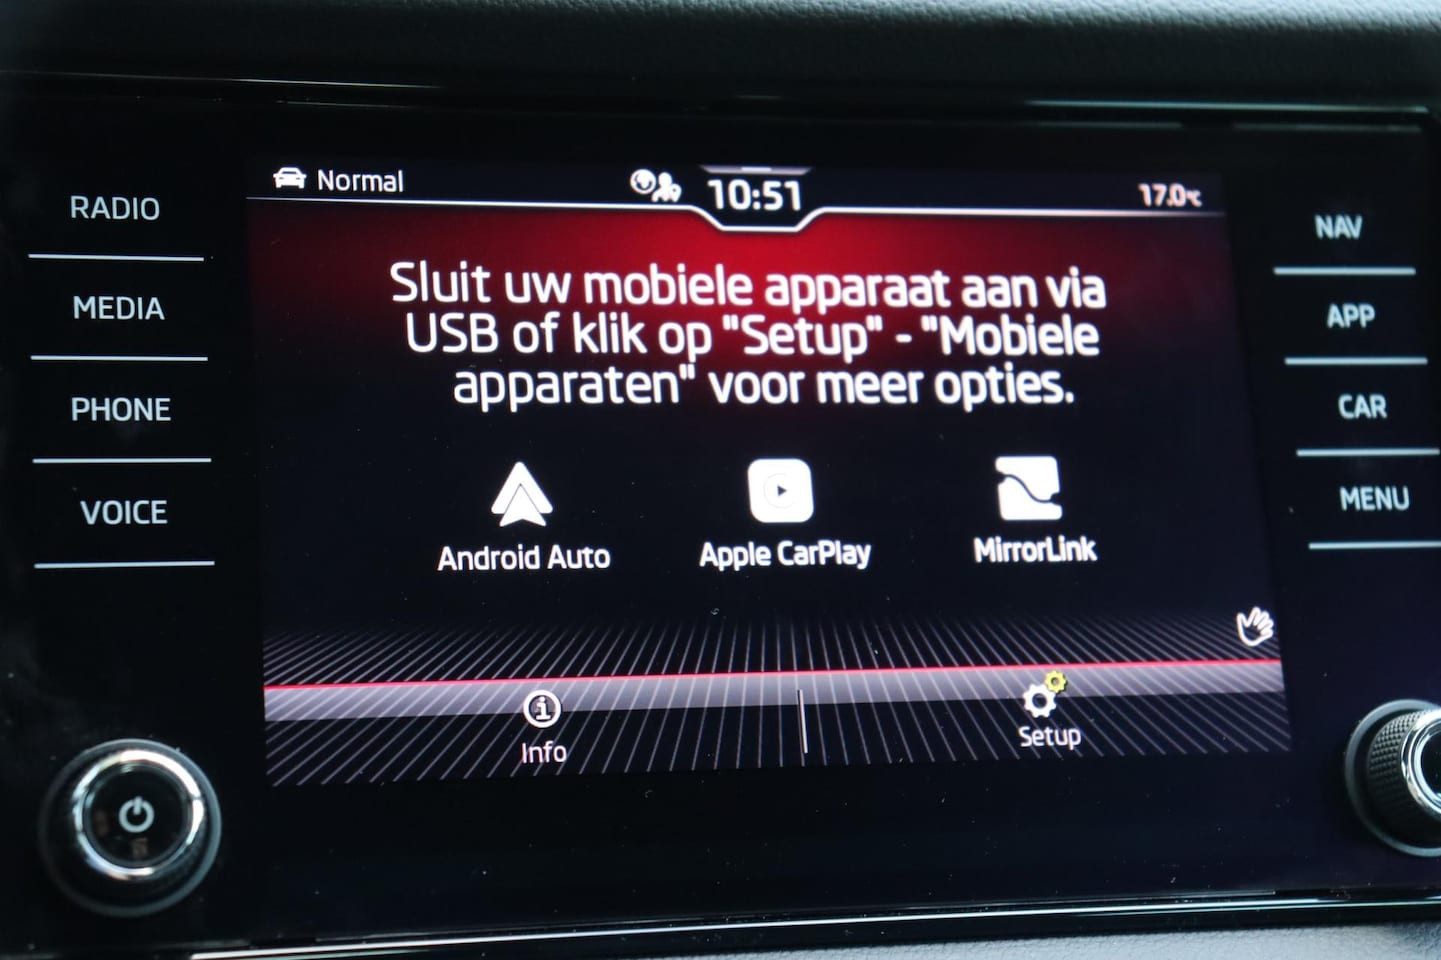 RADIO
MEDIA
PHONE
VOICE
Normal
10:51
17.0°C
Sluit uw mobiele apparaat aan via
USB of klik op "Setup" - "Mobiele
apparaten" voor meer opties.
Android Auto
Apple CarPlay
MirrorLink
Info
Setup
NAV
APP
CAR
MENU